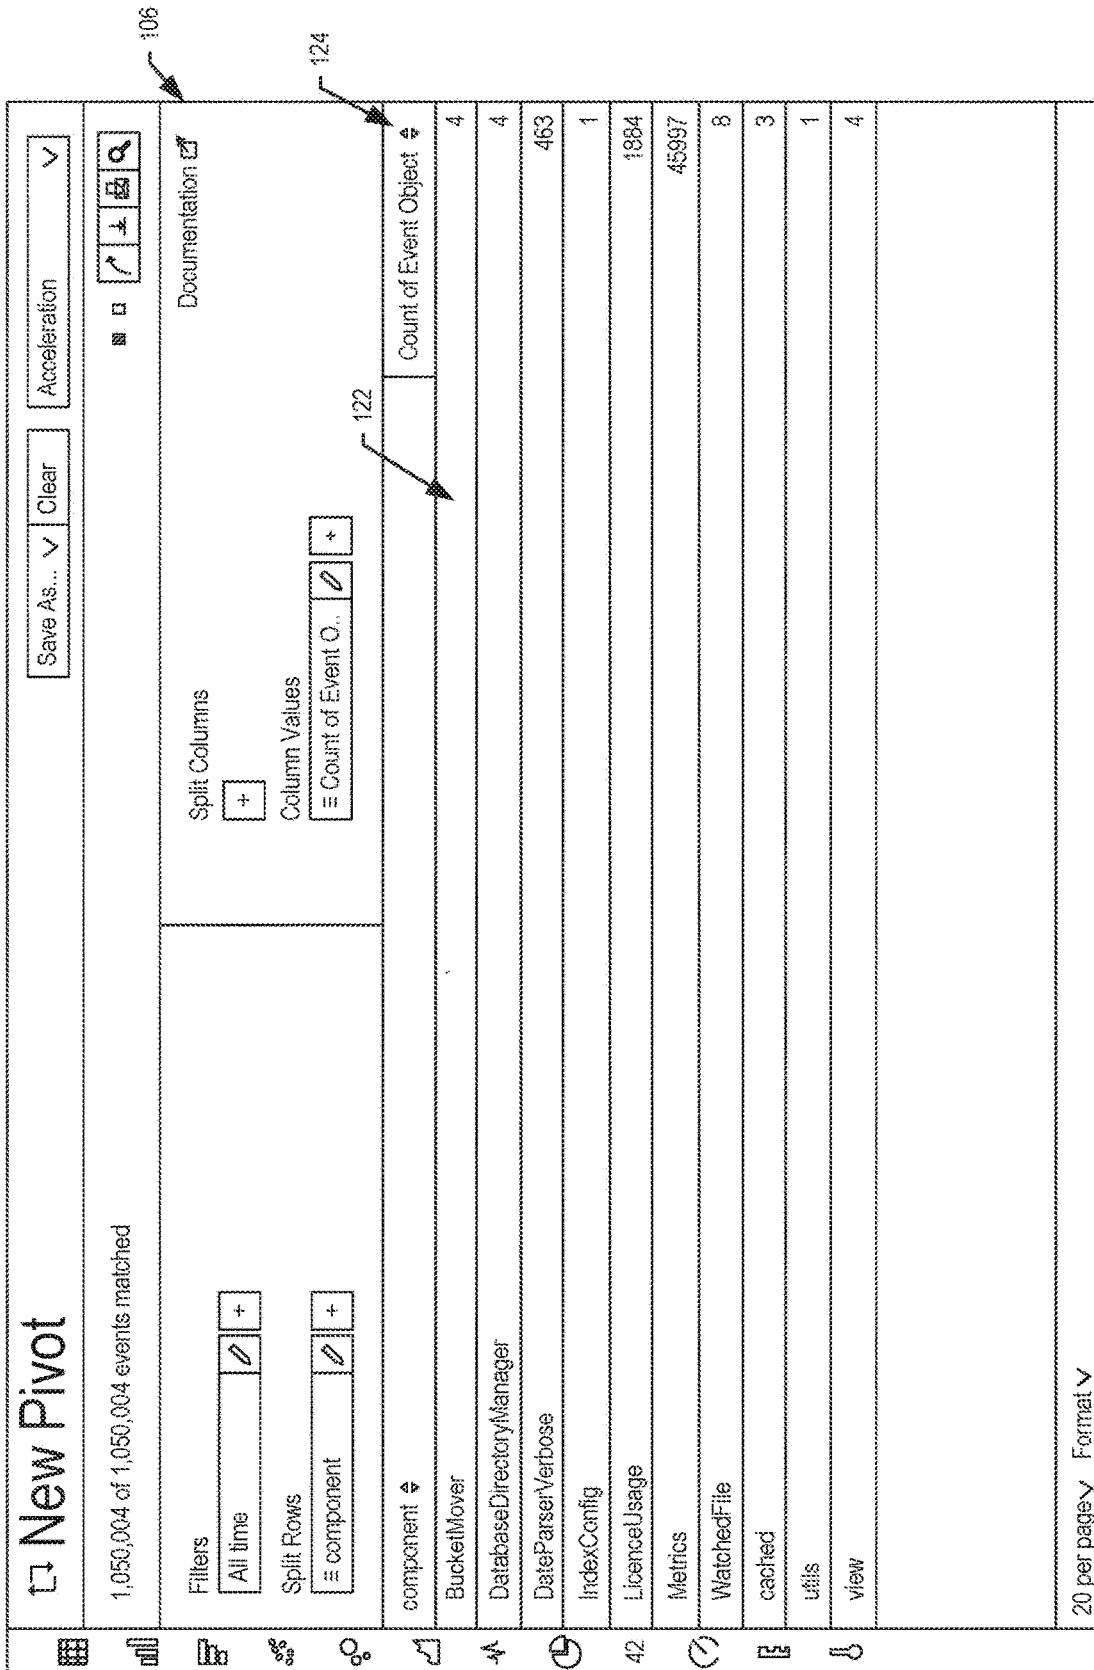 New Pivot
Save As... Clear Acceleration
1,050,004 of 1,050,004 events matched
106
Filters Split Columns Documentation
All time + +
Split Rows Column Values
≡ component + ≡ Count of Event O.. +
122
124
component Count of Event Object
BucketMover 4
DatabaseDirectoryManager 4
DateParserVerbose 463
IndexConfig 1
42 LicenceUsage 1884
Metrics 45997
WatchedFile 8
cached 3
utils 1
view 4
20 per page Format